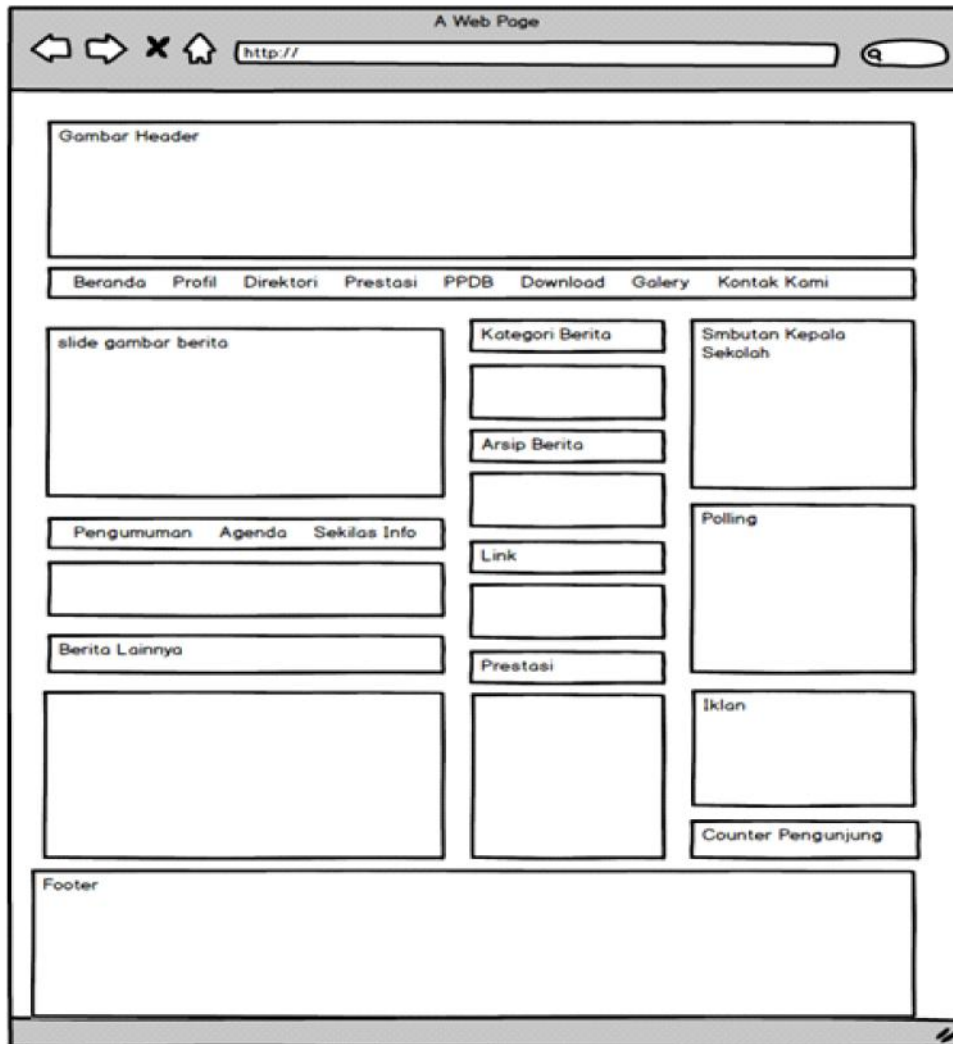 A Web Page
http://
Gambar Header
Beranda Profil Direktori Prestasi PPDB Download Galery Kontak Kami
slide gambar berita
Pengumuman Agenda Sekilas Info
Berita Lainnya
Kategori Berita
Arsip Berita
Link
Prestasi
Smbutan Kepala
Sekolah
Polling
Iklan
Counter Pengunjung
Footer